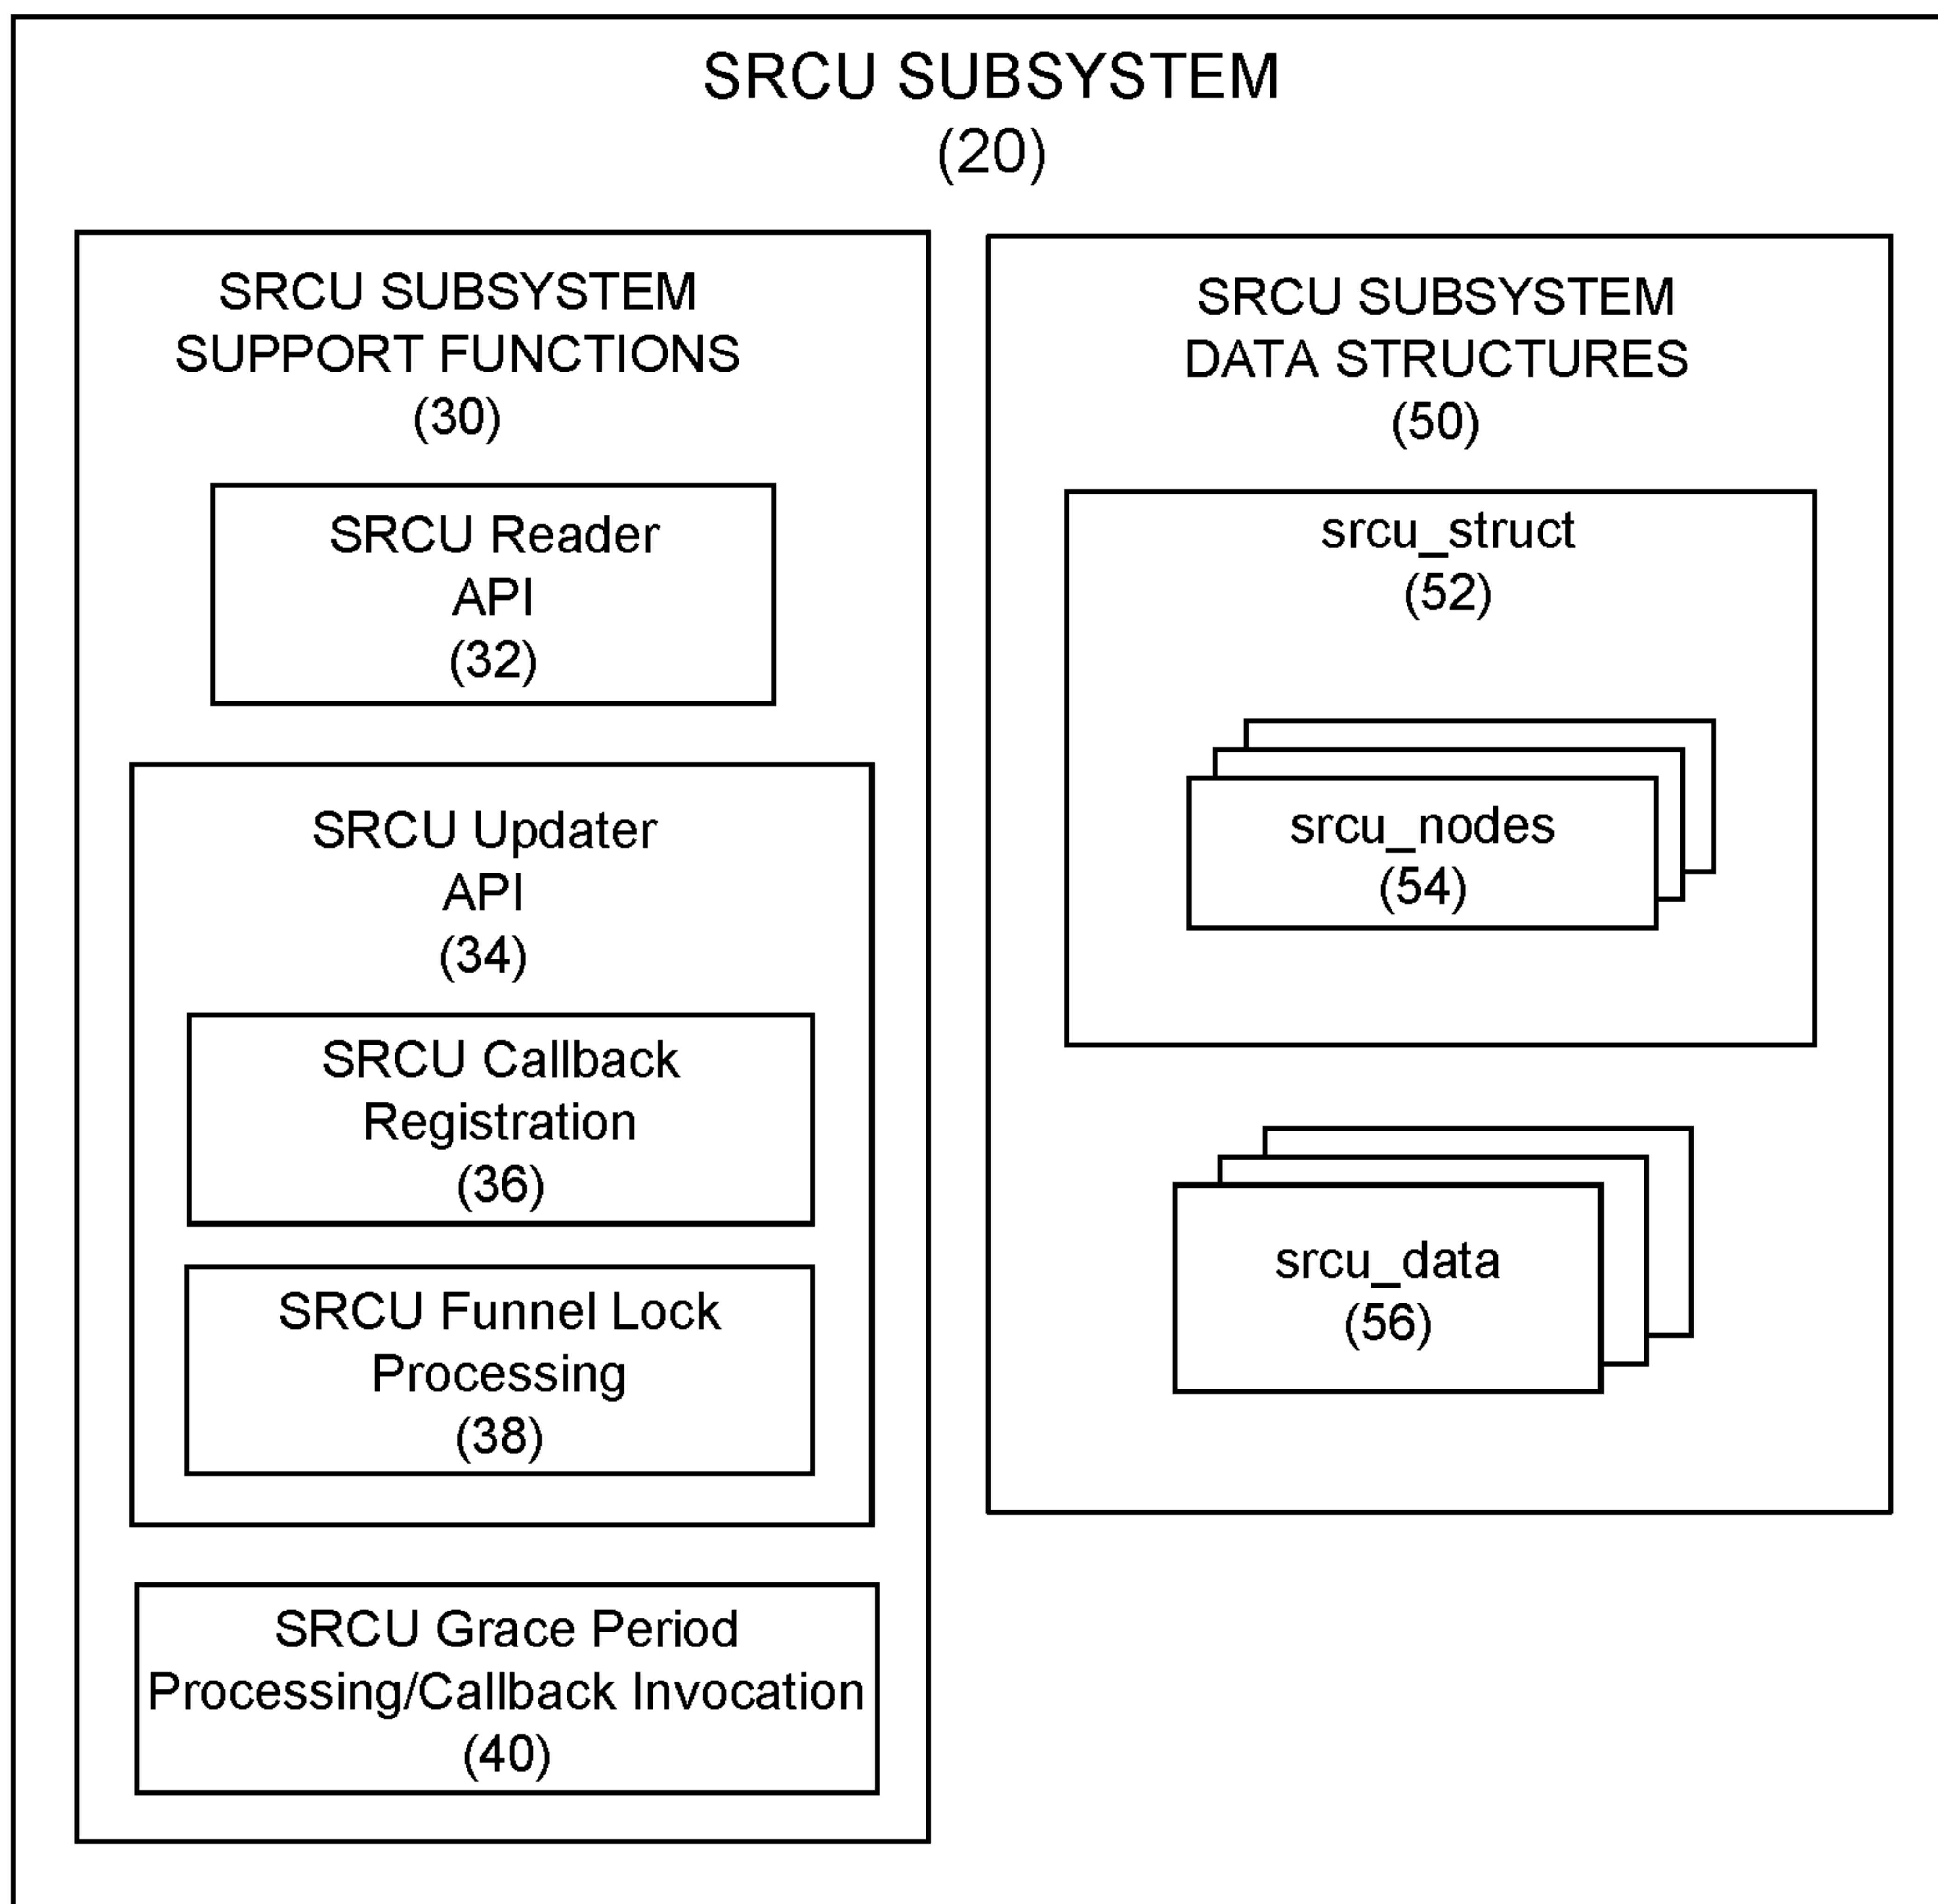 SRCU SUBSYSTEM
(20)
SRCU SUBSYSTEM
SUPPORT FUNCTIONS
(30)
SRCU Reader
API
(32)
SRCU Updater
API
(34)
SRCU Callback
Registration
(36)
SRCU Funnel Lock
Processing
(38)
SRCU Grace Period
Processing/Callback Invocation
(40)
SRCU SUBSYSTEM
DATA STRUCTURES
(50)
srcu_struct
(52)
srcu_nodes
(54)
srcu_data
(56)